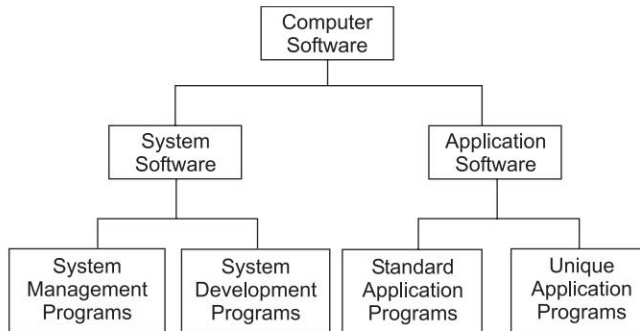 Computer
Software
System
Software
Application
Software
System
Management
Programs
System
Development
Programs
Standard
Application
Programs
Unique
Application
Programs